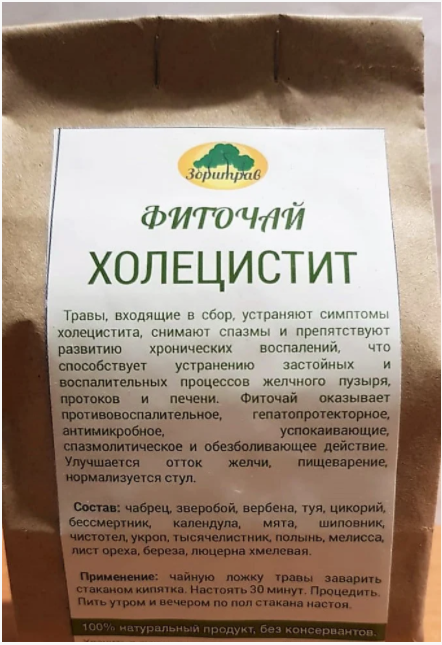 Зоритрав
ФИТОЧАЙ
ХОЛЕЦИСТИТ
Травы, входящие в сбор, устраняют симптомы
холецистита, снимают спазмы и препятствуют
развитию хронических воспалений, что
способствует устранению застойных и
воспалительных процессов желчного пузыря,
протоков и печени. Фиточай оказывает
противовоспалительное, гепатопротекторное,
антимикробное, успокаивающие,
спазмолитическое и обезболивающее действие.
Улучшается отток желчи, пищеварение,
нормализуется стул.
Состав: чабрец, зверобой, вербена, туя, цикорий,
бессмертник, календула, мята, шиповник,
чистотел, укроп, тысячелистник, полынь, мелисса,
лист ореха, береза, люцерна хмелевая.
Применение: чайную ложку травы заварить
стаканом кипятка. Настоять 30 минут. Процедить.
Пить утром и вечером по пол стакана настоя.
100% натуральный продукт, без консервантов.